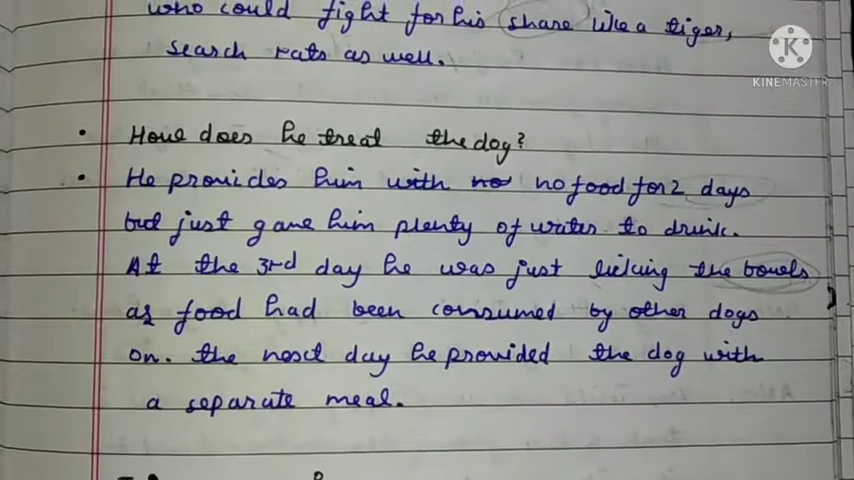 who could fight for his share like a tiger,
search rats as well.
K
KINEMASTER
• How does he treat the dog?
• He provides him with no no food for 2 days
but just gave him plenty of water to drink.
At the 3rd day he was just licking the bowls
as food had been consumed by other dogs
on. the next day he provided the dog with
a separate meal.